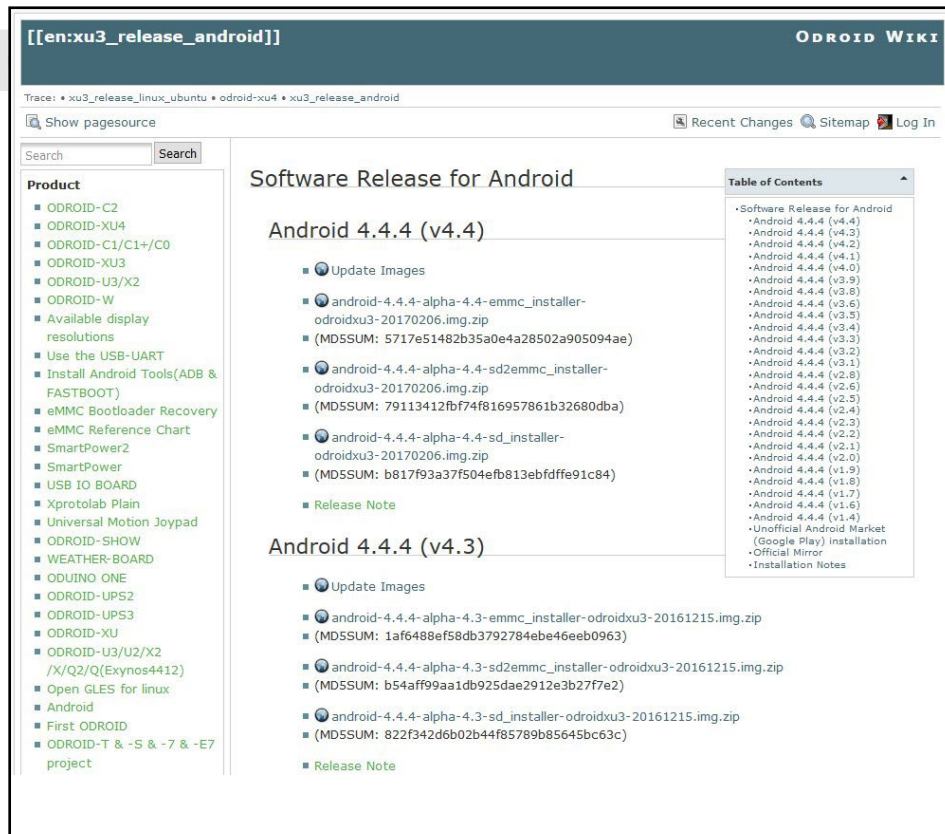 [[en:xu3_release_android]]
ODROID WIKI
Trace: • xu3_release_linux_ubuntu • odroid-xu4 • xu3_release_android
Show pagesource
Recent Changes Sitemap Log In
Search Search
Product
ODROID-C2
ODROID-XU4
ODROID-C1/C1+/C0
ODROID-XU3
ODROID-U3/X2
ODROID-W
Available display
resolutions
Use the USB-UART
Install Android Tools(ADB &
FASTBOOT)
eMMC Bootloader Recovery
eMMC Reference Chart
SmartPower2
SmartPower
USB IO BOARD
Xprotolab Plain
Universal Motion Joypad
ODROID-SHOW
WEATHER-BOARD
ODUINO ONE
ODROID-UPS2
ODROID-UPS3
ODROID-XU
ODROID-U3/U2/X2
/X/Q2/Q(Exynos4412)
Open GLES for linux
Android
First ODROID
ODROID-T & -S & -7 & -E7
project
Software Release for Android
Android 4.4.4 (v4.4)
Update Images
android-4.4.4-alpha-4.4-emmc_installer-
odroidxu3-20170206.img.zip
(MD5SUM: 5717e51482b35a0e4a28502a905094ae)
android-4.4.4-alpha-4.4-sd2emmc_installer-
odroidxu3-20170206.img.zip
(MD5SUM: 79113412fbf74f816957861b32680dba)
android-4.4.4-alpha-4.4-sd_installer-
odroidxu3-20170206.img.zip
(MD5SUM: b817f93a37f504efb813ebfdffe91c84)
Release Note
Android 4.4.4 (v4.3)
Update Images
android-4.4.4-alpha-4.3-emmc_installer-odroidxu3-20161215.img.zip
(MD5SUM: 1af6488ef58db3792784ebe46eeb0963)
android-4.4.4-alpha-4.3-sd2emmc_installer-odroidxu3-20161215.img.zip
(MD5SUM: b54aff99aa1db925dae2912e3b27f7e2)
android-4.4.4-alpha-4.3-sd_installer-odroidxu3-20161215.img.zip
(MD5SUM: 822f342d6b02b44f85789b85645bc63c)
Release Note
Table of Contents
Software Release for Android
Android 4.4.4 (v4.4)
Android 4.4.4 (v4.3)
Android 4.4.4 (v4.2)
Android 4.4.4 (v4.1)
Android 4.4.4 (v4.0)
Android 4.4.4 (v3.9)
Android 4.4.4 (v3.8)
Android 4.4.4 (v3.6)
Android 4.4.4 (v3.5)
Android 4.4.4 (v3.4)
Android 4.4.4 (v3.3)
Android 4.4.4 (v3.2)
Android 4.4.4 (v3.1)
Android 4.4.4 (v2.8)
Android 4.4.4 (v2.6)
Android 4.4.4 (v2.5)
Android 4.4.4 (v2.4)
Android 4.4.4 (v2.3)
Android 4.4.4 (v2.2)
Android 4.4.4 (v2.1)
Android 4.4.4 (v2.0)
Android 4.4.4 (v1.9)
Android 4.4.4 (v1.8)
Android 4.4.4 (v1.7)
Android 4.4.4 (v1.6)
Android 4.4.4 (v1.4)
Unofficial Android Market
(Google Play) installation
Official Mirror
Installation Notes